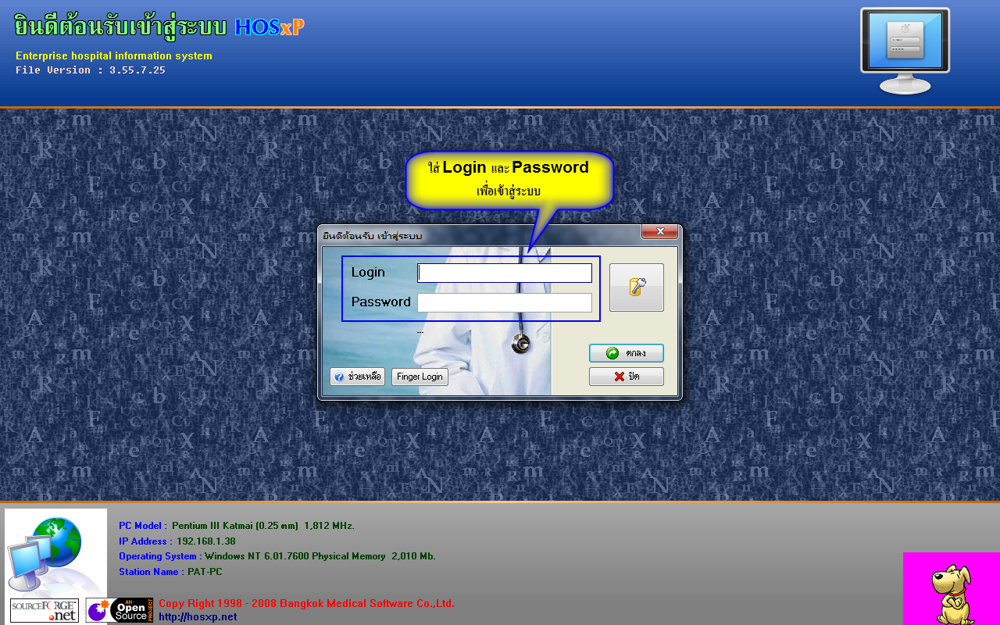 ยินดีต้อนรับเข้าสู่ระบบ HOSxP
Enterprise hospital information system
File Version : 3.55.7.25
ใส่ Login และ Password
เพื่อเข้าสู่ระบบ
ยินดีต้อนรับ เข้าสู่ระบบ
Login
Password
...
ตกลง
ช่วยเหลือ
Finger Login
ปิด
PC Model : Pentium III Katmai (0.25 ตm) 1,812 MHz.
IP Address : 192.168.1.38
Operating System : Windows NT 6.01.7600 Physical Memory 2,010 Mb.
Station Name : PAT-PC
SOURCEFORGE
.net
AN
Open
Source
PROJECT
Copy Right 1998 - 2008 Bangkok Medical Software Co.,Ltd.
http://hosxp.net